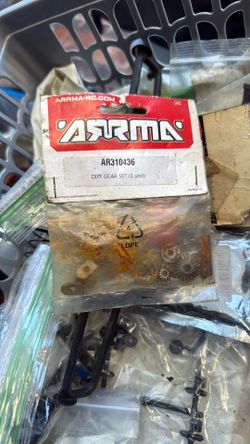 ARRMA-RC.COM
ARRMA
AR310436
DIFF GEAR SET (1 unit)
LDPE